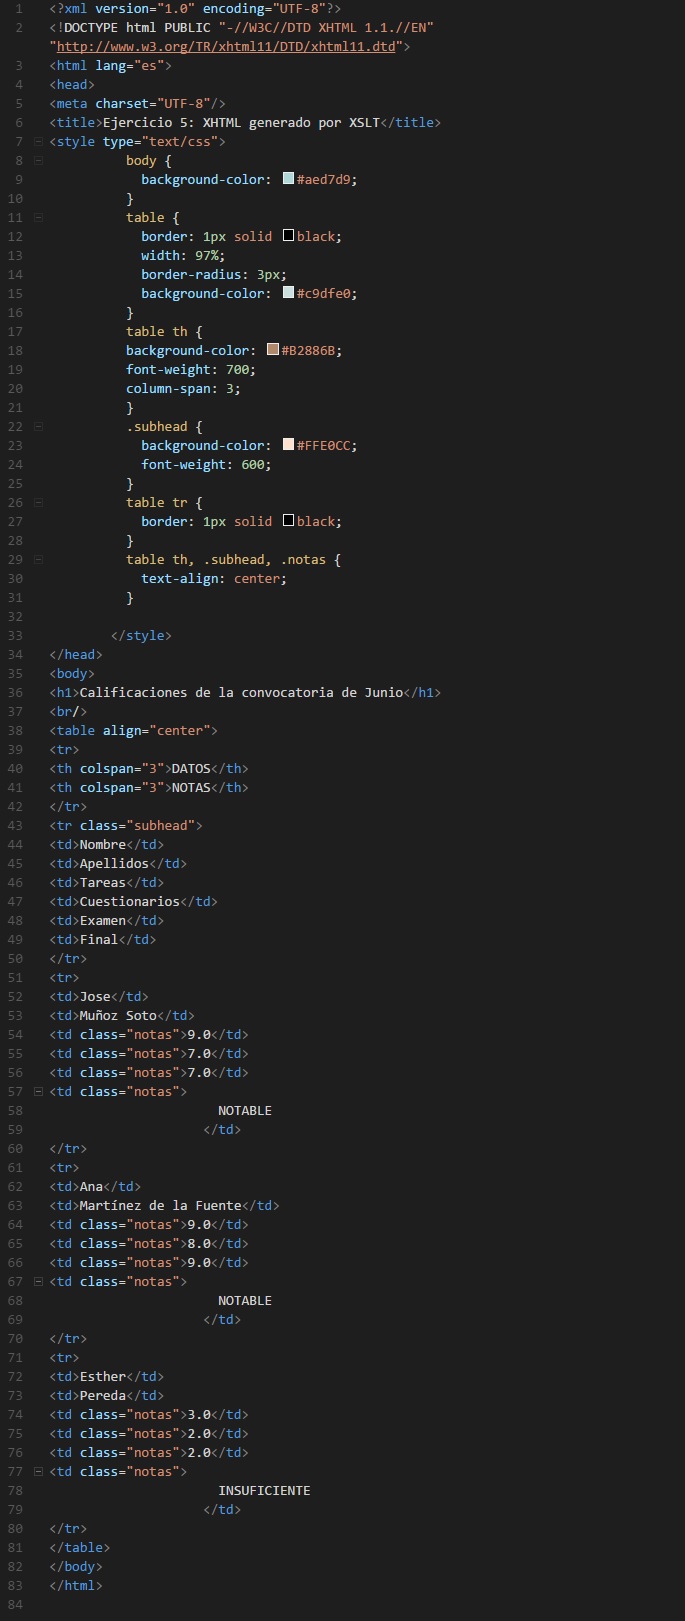 1 <?xml version="1.0" encoding="UTF-8"?>
2 <!DOCTYPE html PUBLIC "-//W3C//DTD XHTML 1.1.//EN"
"http://www.w3.org/TR/xhtml11/DTD/xhtml11.dtd">
3 <html lang="es">
4 <head>
5 <meta charset="UTF-8"/>
6 <title>Ejercicio 5: XHTML generado por XSLT</title>
7 <style type="text/css">
8 body {
9 background-color: #aed7d9;
10 }
11 table {
12 border: 1px solid black;
13 width: 97%;
14 border-radius: 3px;
15 background-color: #c9dfe0;
16 }
17 table th {
18 background-color: #B2886B;
19 font-weight: 700;
20 column-span: 3;
21 }
22 .subhead {
23 background-color: #FFE0CC;
24 font-weight: 600;
25 }
26 table tr {
27 border: 1px solid black;
28 }
29 table th, .subhead, .notas {
30 text-align: center;
31 }
32
33 </style>
34 </head>
35 <body>
36 <h1>Calificaciones de la convocatoria de Junio</h1>
37 <br/>
38 <table align="center">
39 <tr>
40 <th colspan="3">DATOS</th>
41 <th colspan="3">NOTAS</th>
42 </tr>
43 <tr class="subhead">
44 <td>Nombre</td>
45 <td>Apellidos</td>
46 <td>Tareas</td>
47 <td>Cuestionarios</td>
48 <td>Examen</td>
49 <td>Final</td>
50 </tr>
51 <tr>
52 <td>Jose</td>
53 <td>Muñoz Soto</td>
54 <td class="notas">9.0</td>
55 <td class="notas">7.0</td>
56 <td class="notas">7.0</td>
57 <td class="notas">
58 NOTABLE
59 </td>
60 </tr>
61 <tr>
62 <td>Ana</td>
63 <td>Martínez de la Fuente</td>
64 <td class="notas">9.0</td>
65 <td class="notas">8.0</td>
66 <td class="notas">9.0</td>
67 <td class="notas">
68 NOTABLE
69 </td>
70 </tr>
71 <tr>
72 <td>Esther</td>
73 <td>Pereda</td>
74 <td class="notas">3.0</td>
75 <td class="notas">2.0</td>
76 <td class="notas">2.0</td>
77 <td class="notas">
78 INSUFICIENTE
79 </td>
80 </tr>
81 </table>
82 </body>
83 </html>
84